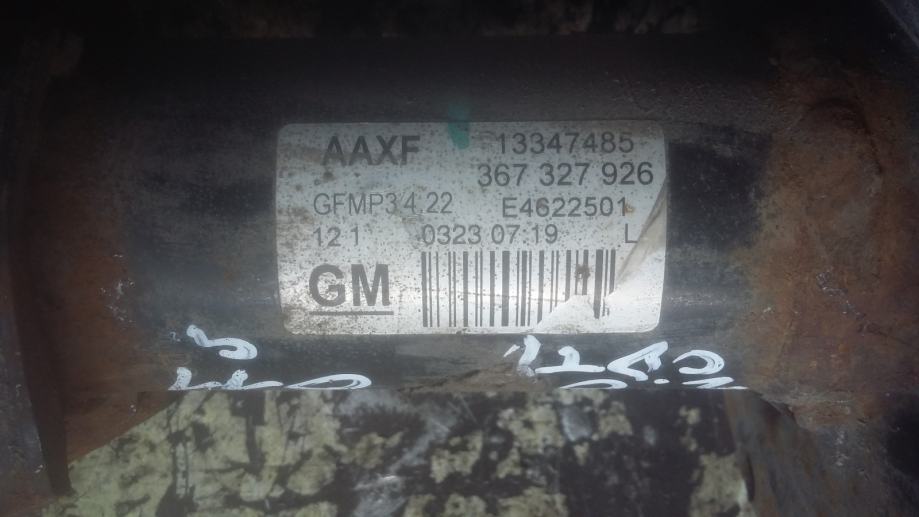 AAXF 13347485
367 327 926
GFMP3 4.22 E4622501
12 1 0323 07.19 L
GM